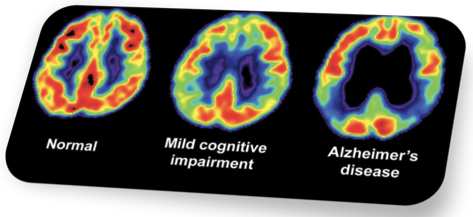 Normal
Mild cognitive
impairment
Alzheimer's
disease